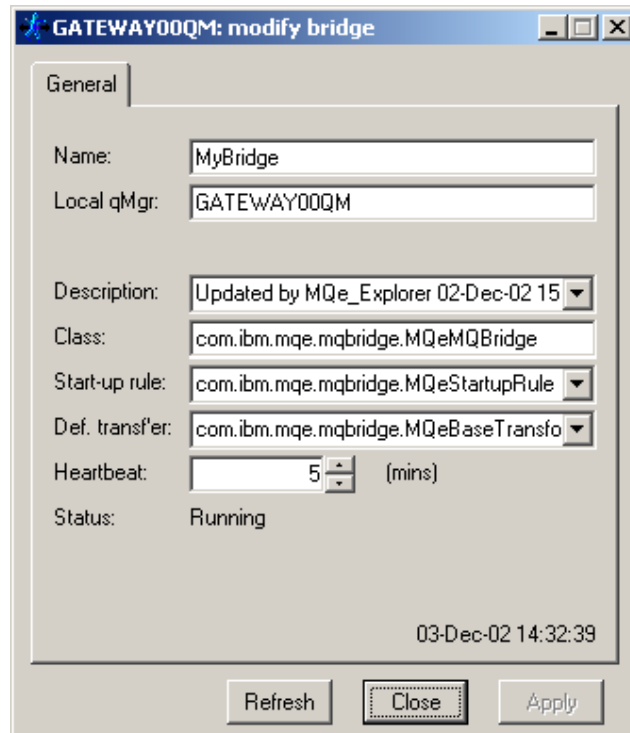 GATEWAY00QM: modify bridge
General
Name: MyBridge
Local qMgr: GATEWAY00QM
Description: Updated by MQe_Explorer 02-Dec-02 15
Class: com.ibm.mqe.mqbridge.MQeMQBridge
Start-up rule: com.ibm.mqe.mqbridge.MQeStartupRule
Def. transf'er: com.ibm.mqe.mqbridge.MQeBaseTransfo
Heartbeat: 5 (mins)
Status: Running
03-Dec-02 14:32:39
Refresh Close Apply